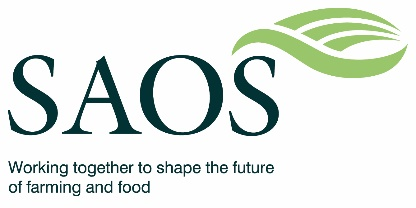 SAOS
Working together to shape the future
of farming and food